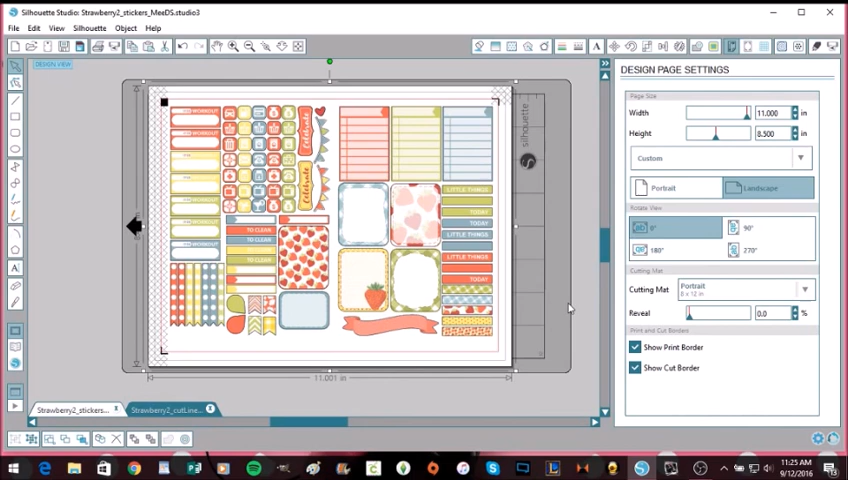 Silhouette Studio: Strawberry2_stickers_MeeDS.studio3
File Edit View Silhouette Object Help
DESIGN VIEW
WORKOUT
WORKOUT
Celebrate
Celebrate
LITTLE THINGS
TODAY
LITTLE THINGS
LITTLE THINGS
TODAY
TO CLEAN
TO CLEAN
TO CLEAN
silhouette
11.001 in
Strawberry2_stickers...
Strawberry2_cutLine...
DESIGN PAGE SETTINGS
Page Size
Width 11.000 in
Height 8.500 in
Custom
Portrait Landscape
Rotate View
0° 90°
180° 270°
Cutting Mat Portrait
8 x 12 in
Reveal 0.0 %
Print and Cut Borders
Show Print Border
Show Cut Border
11:25 AM
9/12/2016